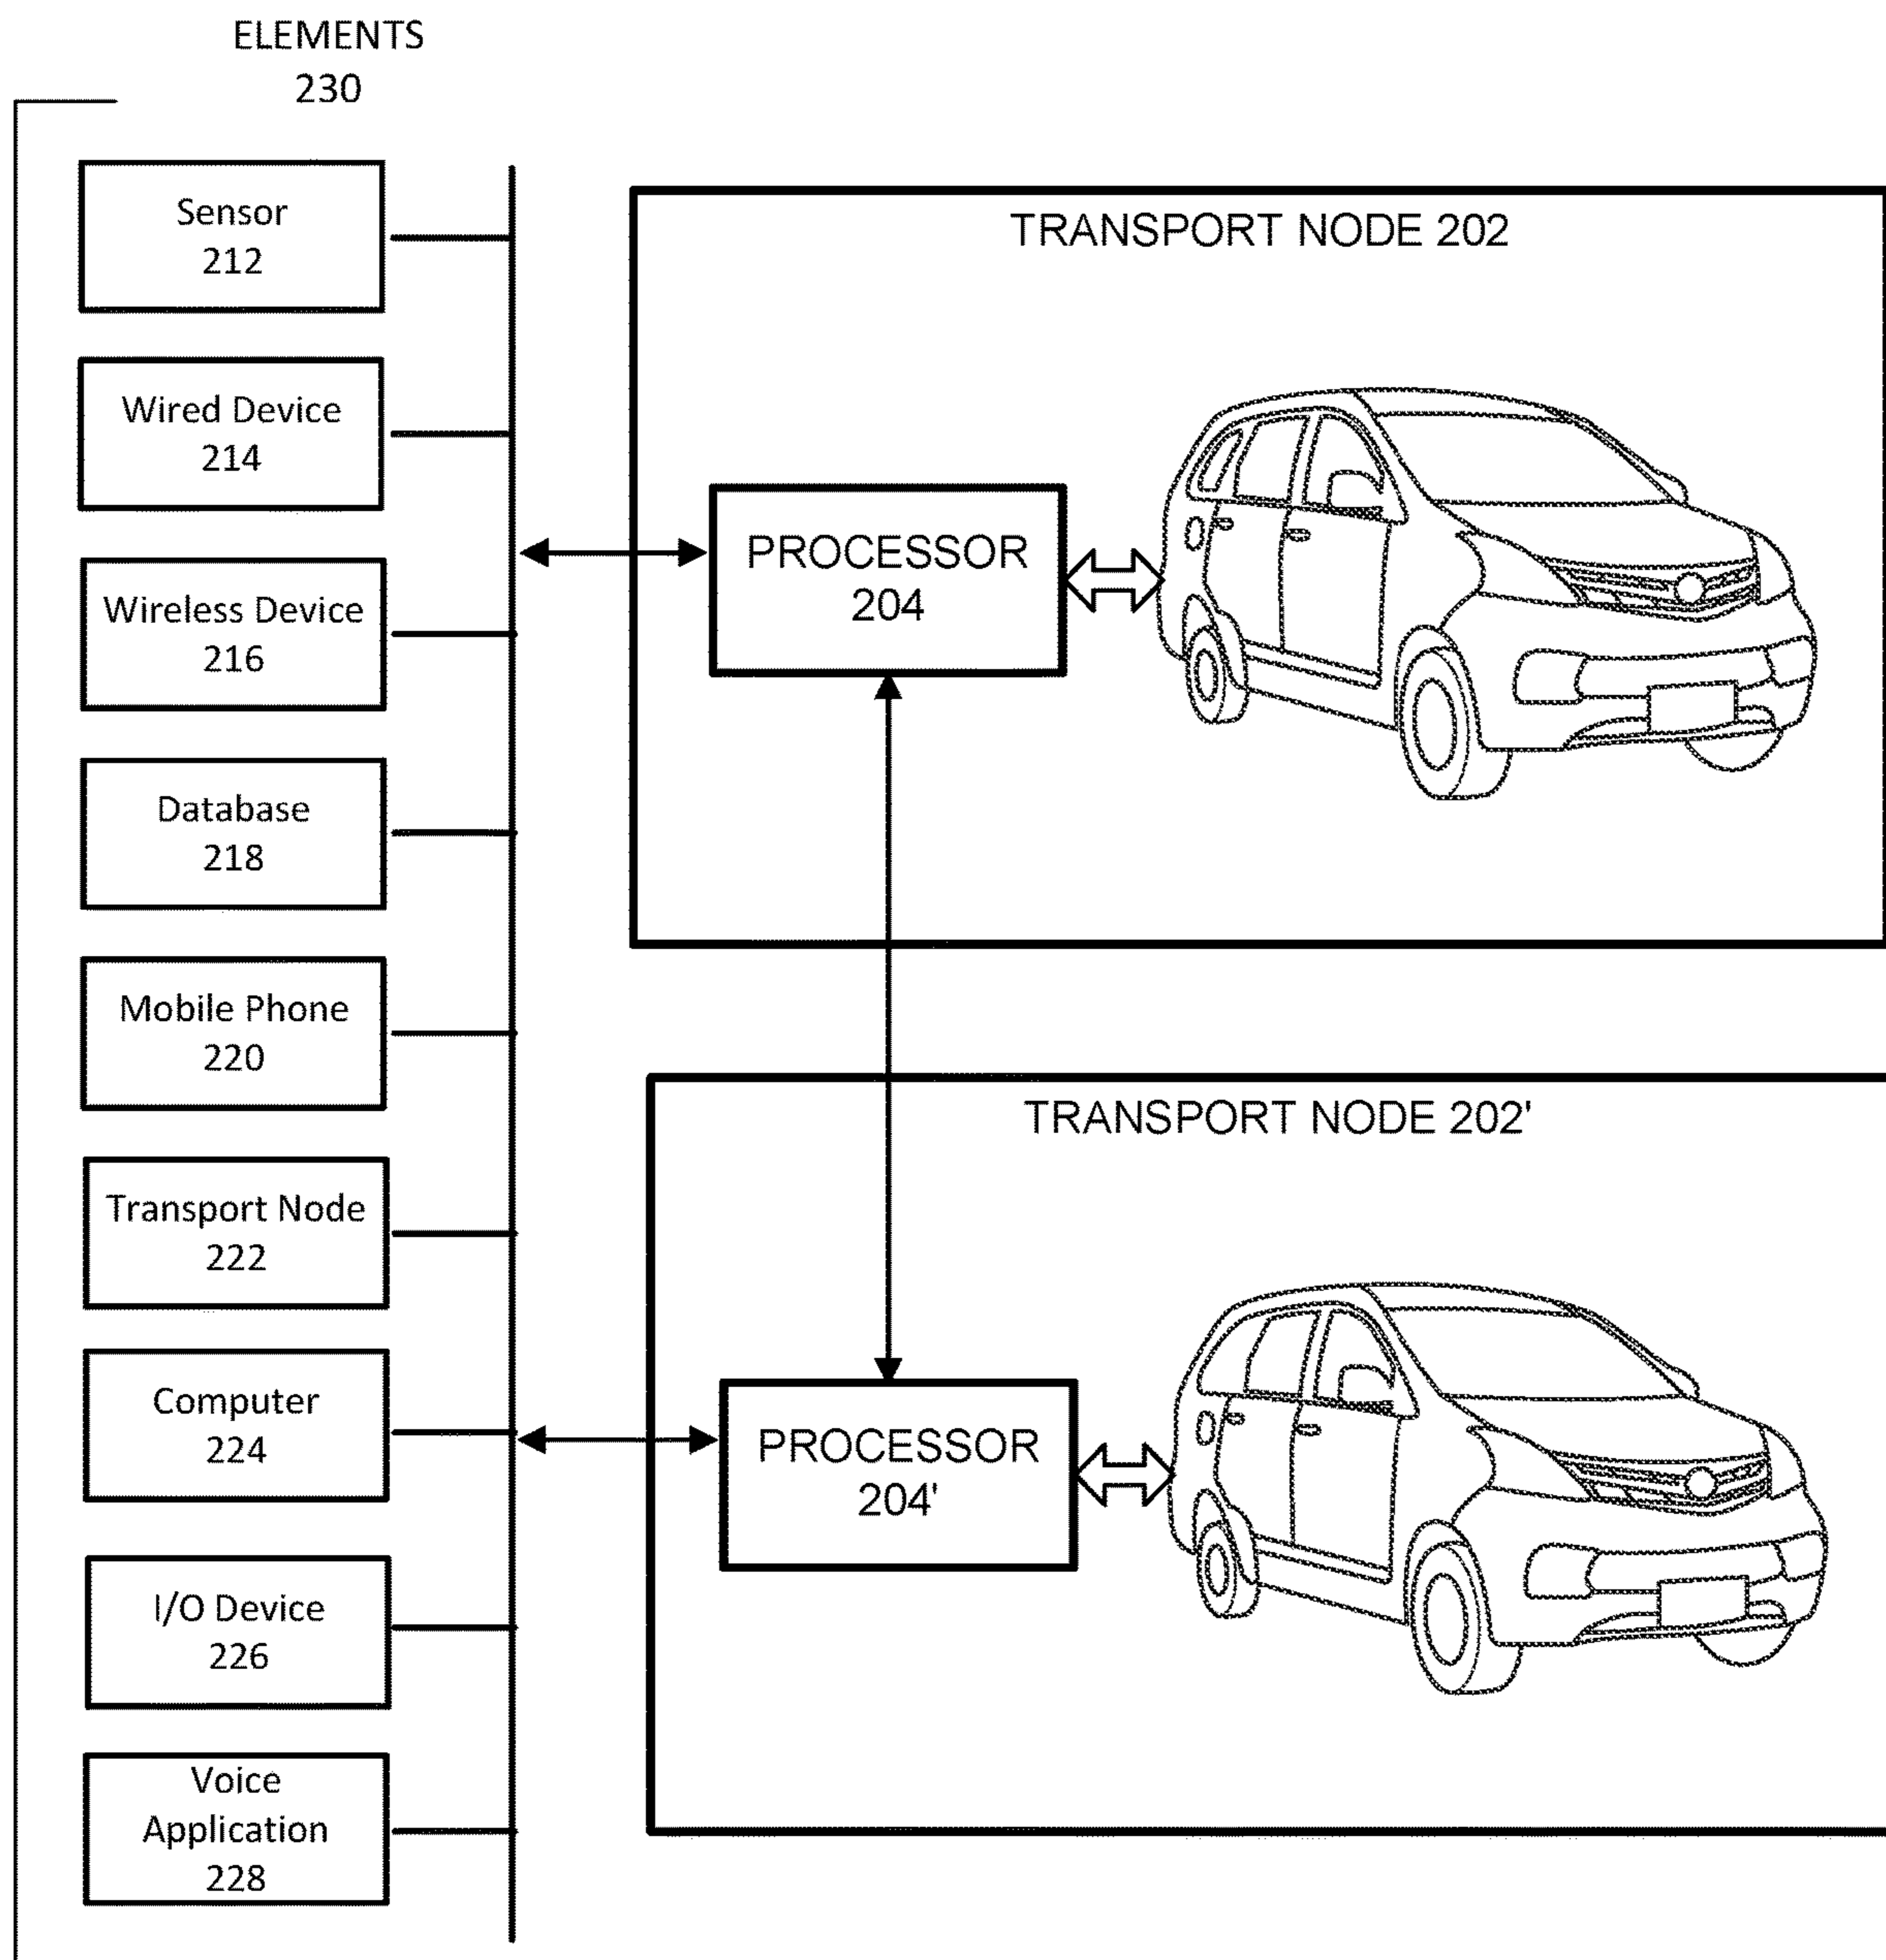 ELEMENTS
230
Sensor
212
Wired Device
214
Wireless Device
216
Database
218
Mobile Phone
220
Transport Node
222
Computer
224
I/O Device
226
Voice
Application
228
TRANSPORT NODE 202
PROCESSOR
204
TRANSPORT NODE 202'
PROCESSOR
204'